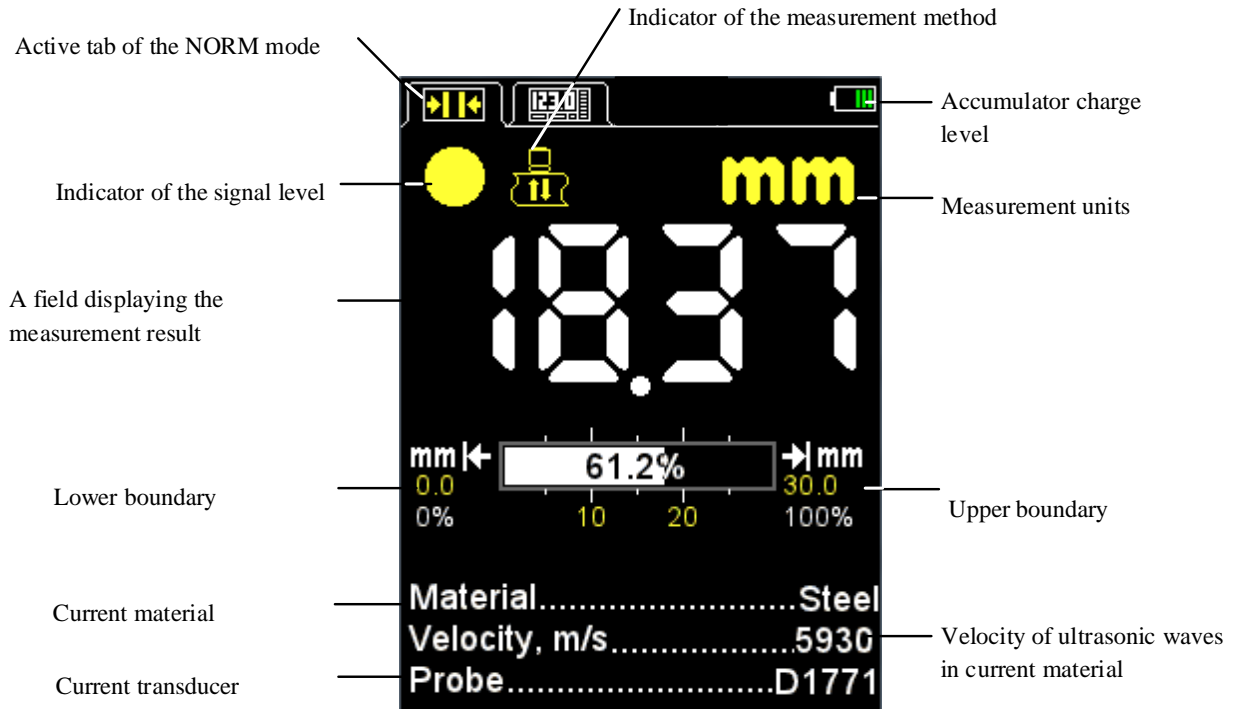 Indicator of the measurement method
Active tab of the NORM mode
123.0
Accumulator charge
level
Indicator of the signal level
mm
Measurement units
18.37
A field displaying the
measurement result
mm
61.2%
mm
0.0
30.0
0%
10
20
100%
Lower boundary
Upper boundary
Material..........................Steel
Current material
Velocity, m/s..................5930
Velocity of ultrasonic waves
in current material
Probe..........................D1771
Current transducer